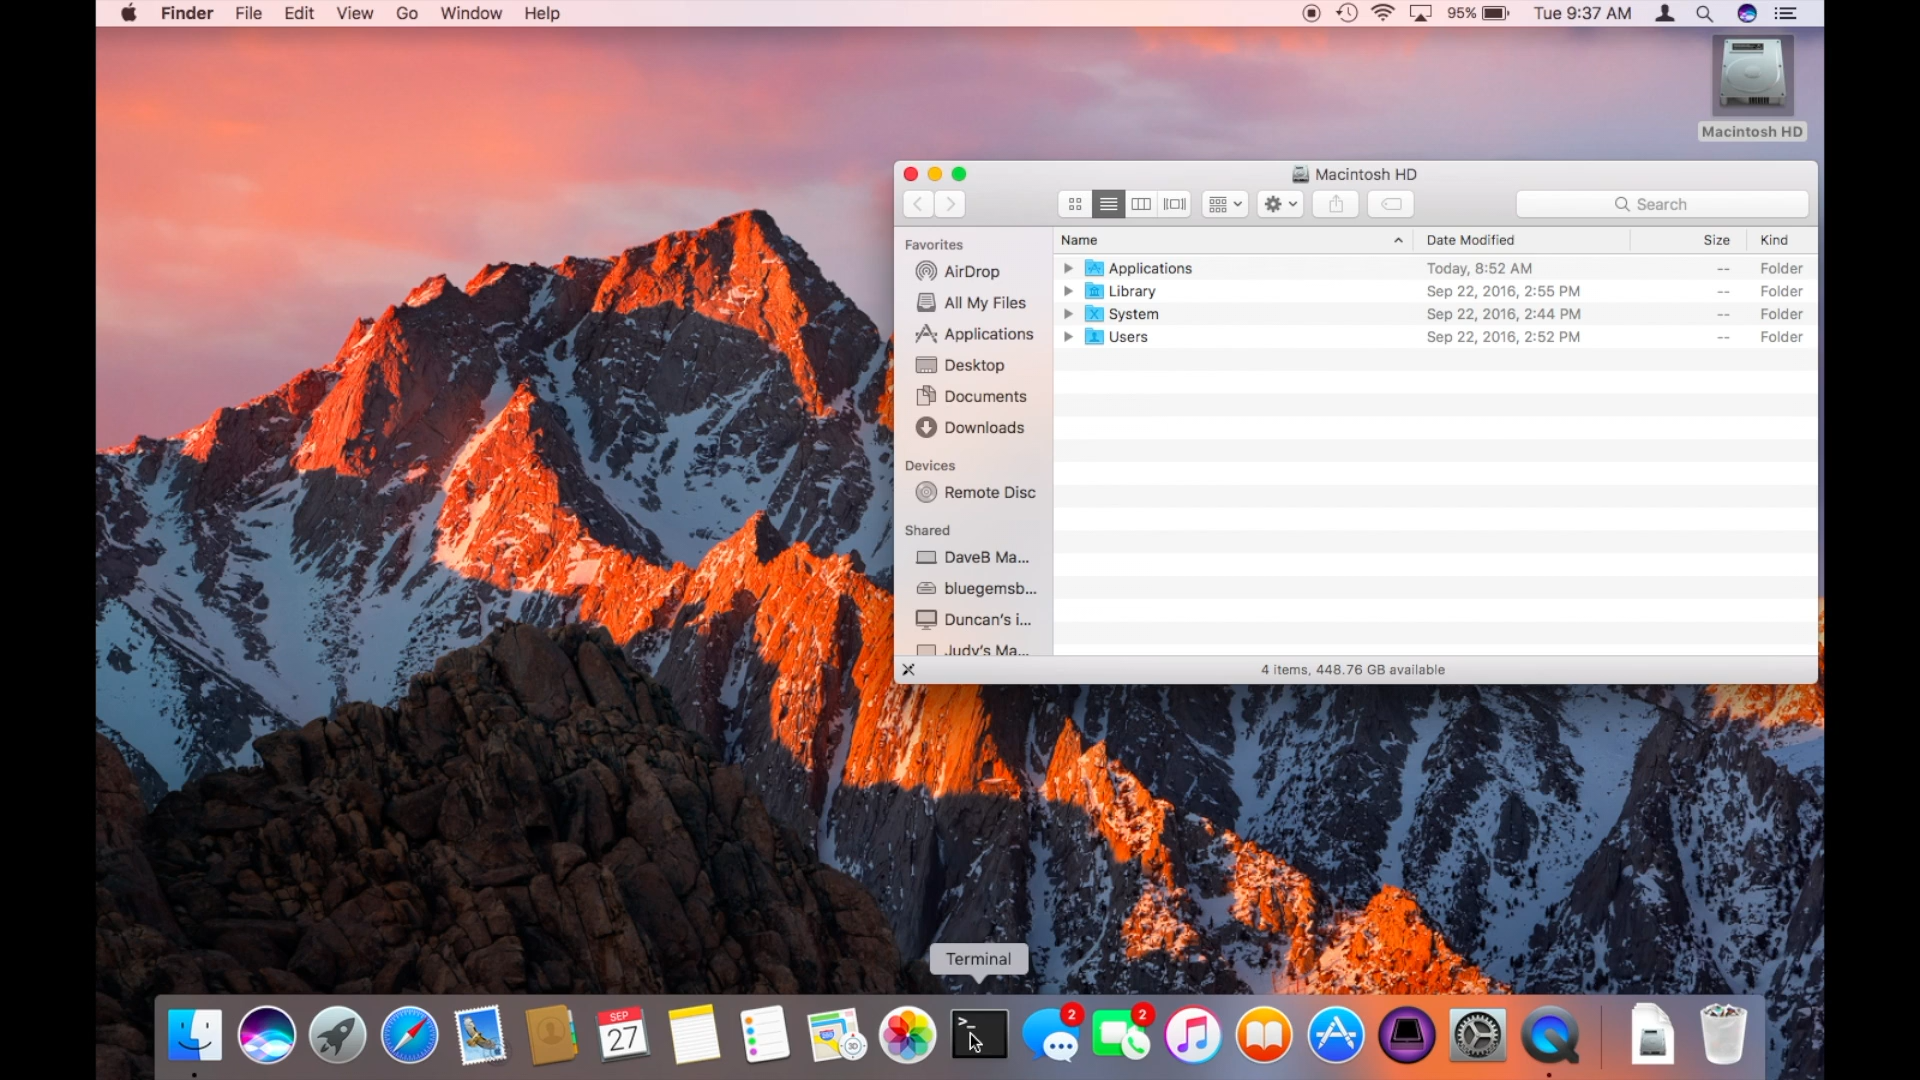 Finder File Edit View Go Window Help 95% Tue 9:37 AM
Macintosh HD
Macintosh HD
Search
Favorites
AirDrop
All My Files
Applications
Desktop
Documents
Downloads
Devices
Remote Disc
Shared
DaveB Ma...
bluegemsb...
Duncan's i...
Judy's Ma...
Name Date Modified Size Kind
Applications Today, 8:52 AM -- Folder
Library Sep 22, 2016, 2:55 PM -- Folder
System Sep 22, 2016, 2:44 PM -- Folder
Users Sep 22, 2016, 2:52 PM -- Folder
4 items, 448.76 GB available
Terminal
SEP
27
3D
>_
2
2